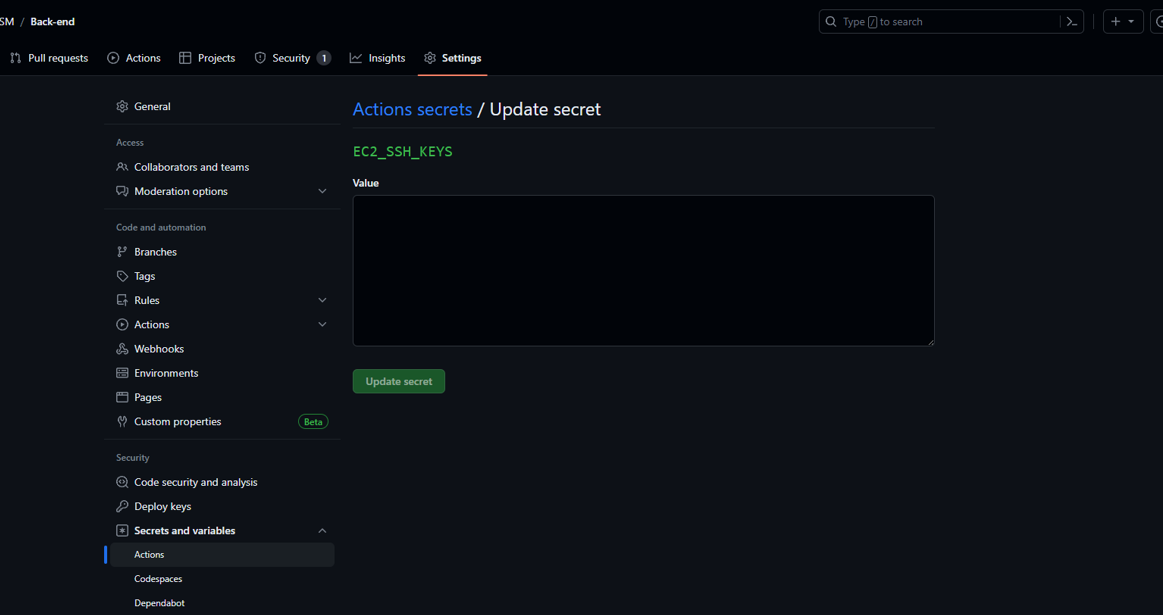 SM / Back-end
Type / to search
Pull requests Actions Projects Security 1 Insights Settings
General
Access
Collaborators and teams
Moderation options
Code and automation
Branches
Tags
Rules
Actions
Webhooks
Environments
Pages
Custom properties Beta
Security
Code security and analysis
Deploy keys
Secrets and variables
Actions
Codespaces
Dependabot
Actions secrets / Update secret
EC2_SSH_KEYS
Value
Update secret